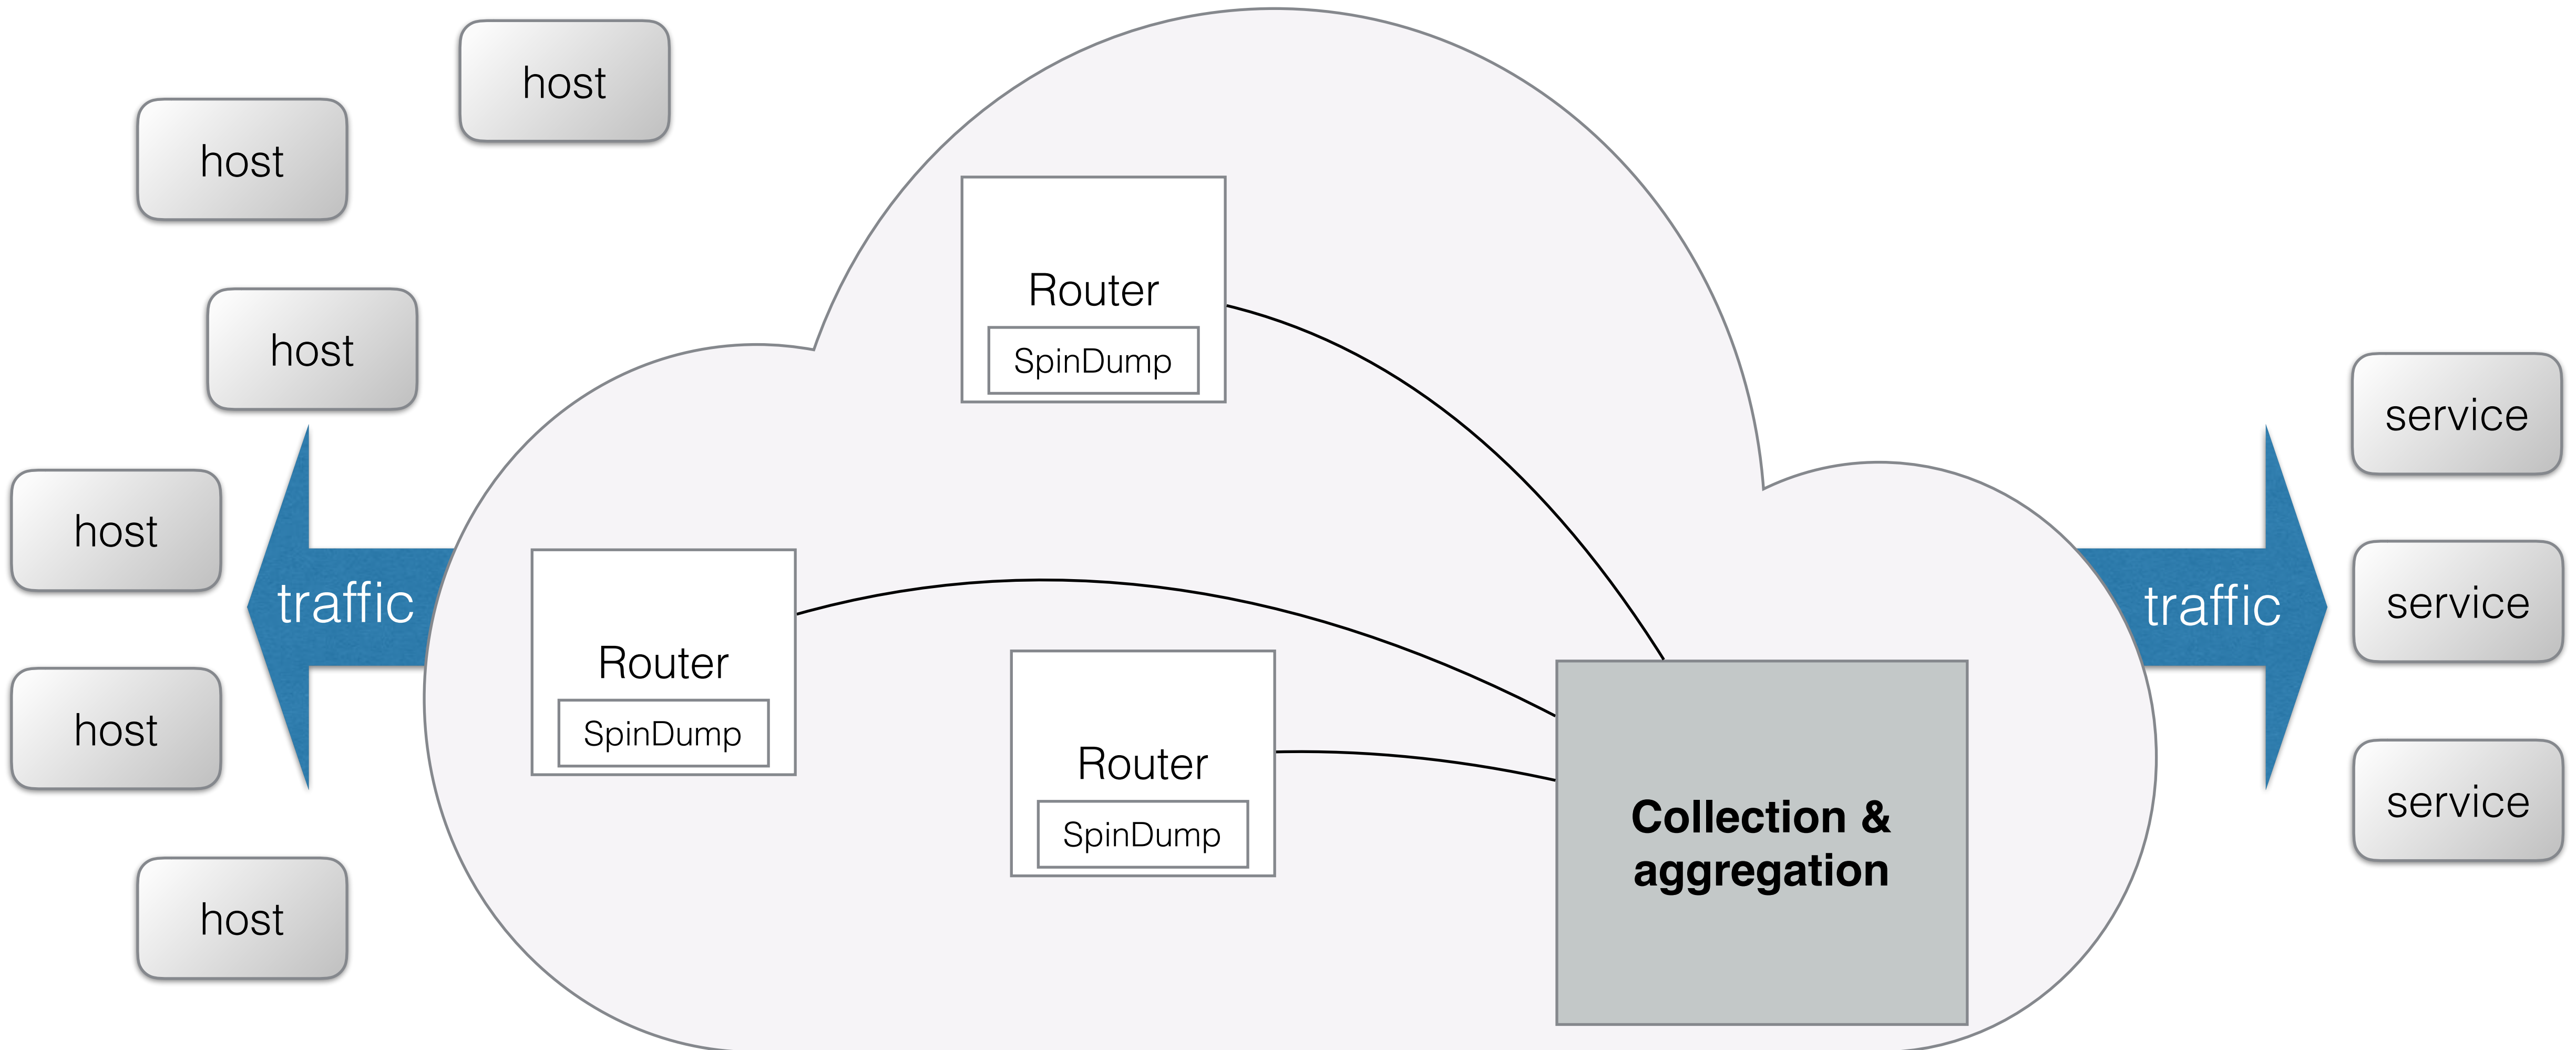 host
host
host
host
host
host
traffic
Router
SpinDump
Router
SpinDump
Router
SpinDump
Collection &
aggregation
traffic
service
service
service